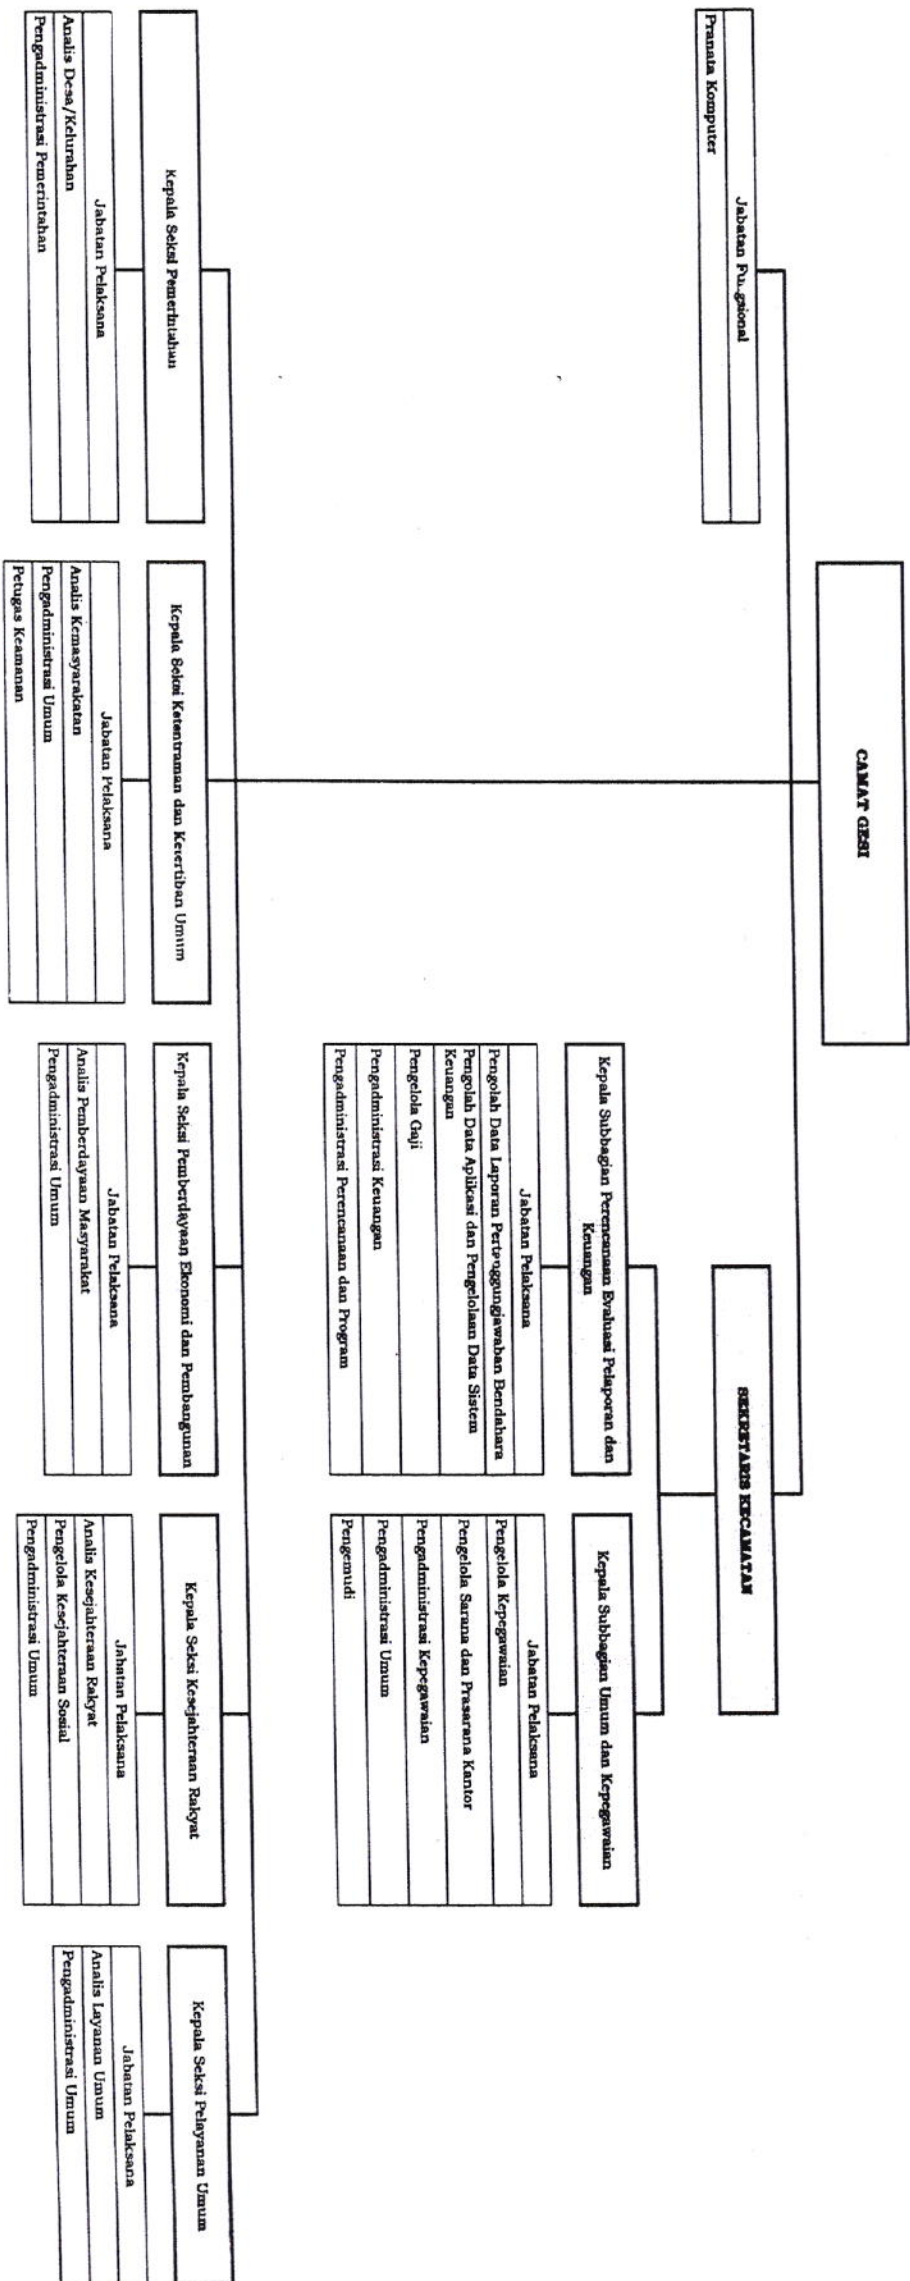 CAMAT GESI
Jabatan Fungsional
Pranata Komputer
SEKRETARIS KECAMATAN
Kepala Subbagian Perencanaan Evaluasi Pelaporan dan
Keuangan
Jabatan Pelaksana
Pengolah Data Laporan Pertanggungjawaban Bendahara
Pengolah Data Aplikasi dan Pengelolaan Data Sistem
Keuangan
Pengelola Gaji
Pengadministrasi Keuangan
Pengadministrasi Perencanaan dan Program
Kepala Subbagian Umum dan Kepegawaian
Jabatan Pelaksana
Pengelola Kepegawaian
Pengelola Sarana dan Prasarana Kantor
Pengadministrasi Kepegawaian
Pengadministrasi Umum
Pengemudi
Kepala Seksi Pemerintahan
Jabatan Pelaksana
Analis Desa/Kelurahan
Pengadministrasi Pemerintahan
Kepala Seksi Ketentraman dan Ketertiban Umum
Jabatan Pelaksana
Analis Kemasyarakatan
Pengadministrasi Umum
Petugas Keamanan
Kepala Seksi Pemberdayaan Ekonomi dan Pembangunan
Jabatan Pelaksana
Analis Pemberdayaan Masyarakat
Pengadministrasi Umum
Kepala Seksi Kesejahteraan Rakyat
Jabatan Pelaksana
Analis Kesejahteraan Rakyat
Pengelola Kesejahteraan Sosial
Pengadministrasi Umum
Kepala Seksi Pelayanan Umum
Jabatan Pelaksana
Analis Layanan Umum
Pengadministrasi Umum